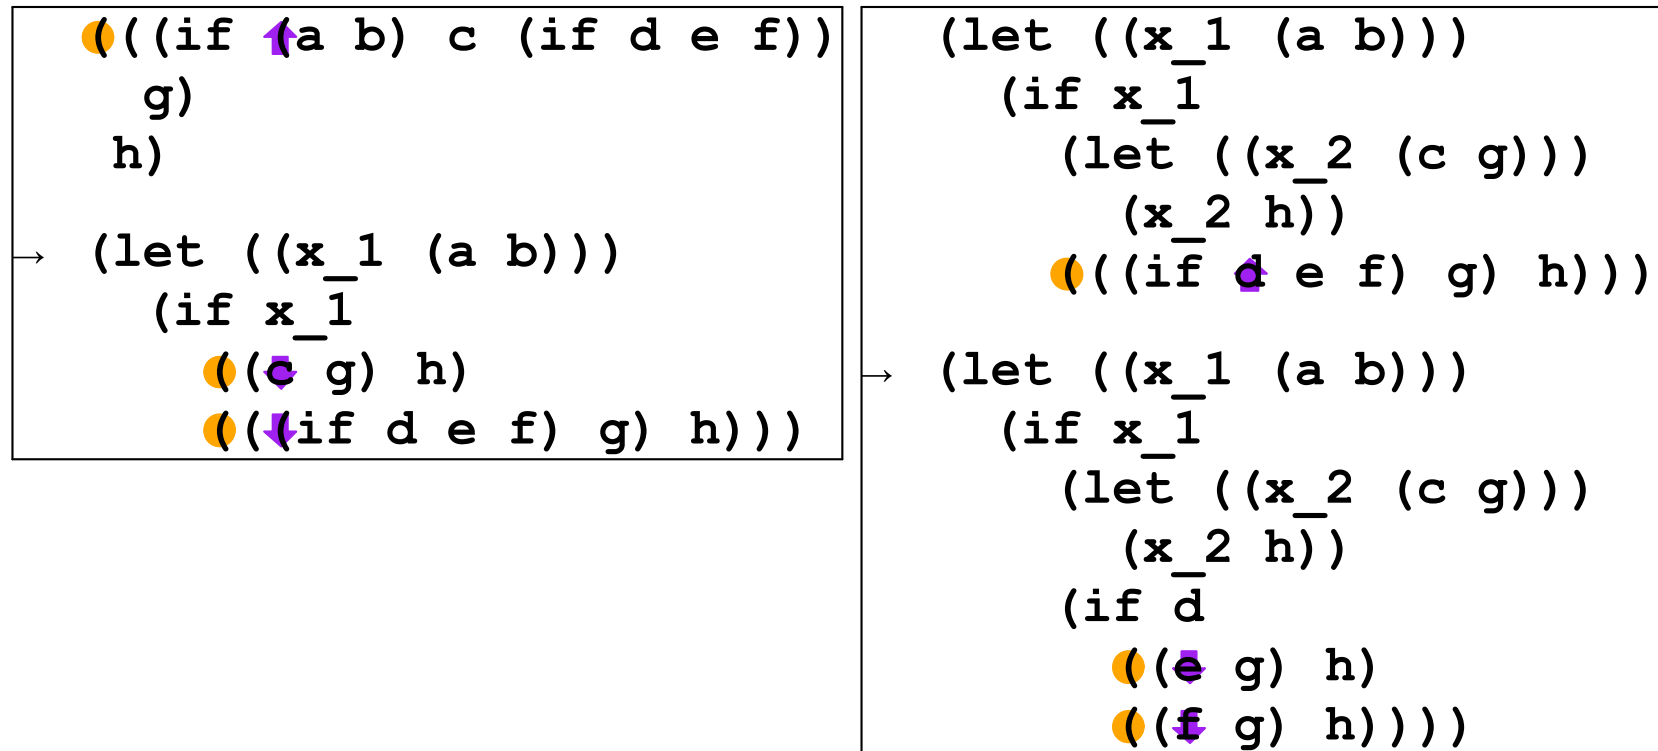 (((if (a b) c (if d e f))
g)
h)
→ (let ((x_1 (a b)))
(if x_1
((c g) h)
(((if d e f) g) h)))
(let ((x_1 (a b)))
(if x_1
(let ((x_2 (c g)))
(x_2 h))
(((if d e f) g) h)))
→ (let ((x_1 (a b)))
(if x_1
(let ((x_2 (c g)))
(x_2 h))
(if d
((e g) h)
((f g) h))))